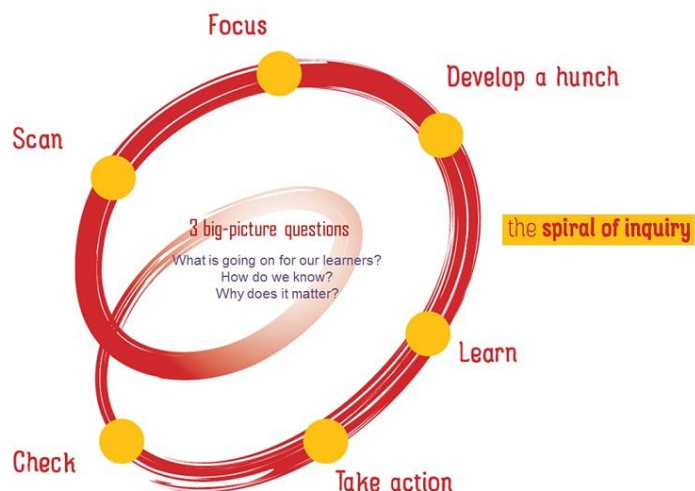 Focus
Develop a hunch
Scan
3 big-picture questions
What is going on for our learners?
How do we know?
Why does it matter?
the spiral of inquiry
Learn
Check
Take action